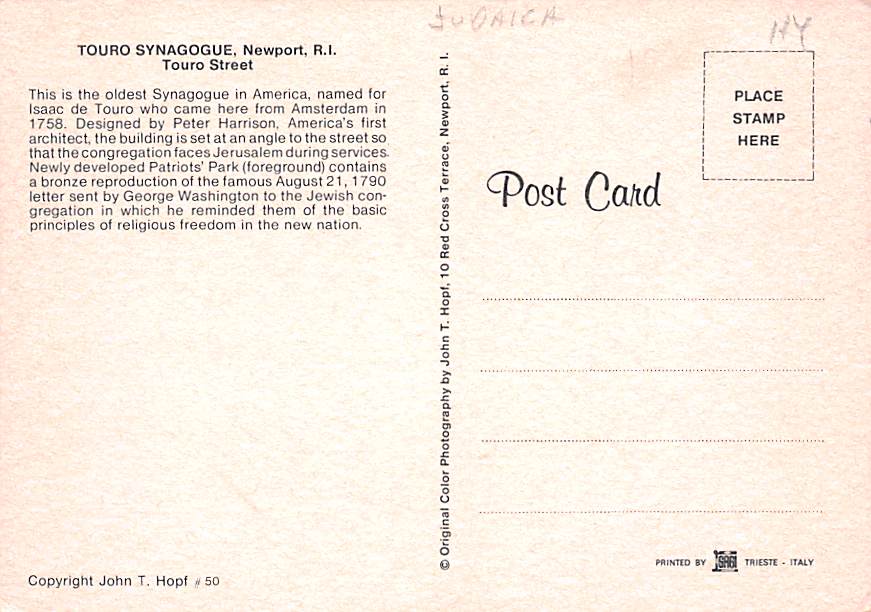 JUDAICA
TOURO SYNAGOGUE, Newport, R.I.
Touro Street
This is the oldest Synagogue in America, named for
Isaac de Touro who came here from Amsterdam in
1758. Designed by Peter Harrison, America's first
architect, the building is set at an angle to the street so
that the congregation faces Jerusalem during services.
Newly developed Patriots' Park (foreground) contains
a bronze reproduction of the famous August 21, 1790
letter sent by George Washington to the Jewish con-
gregation in which he reminded them of the basic
principles of religious freedom in the new nation.
Copyright John T. Hopf # 50
© Original Color Photography by John T. Hopf, 10 Red Cross Terrace, Newport, R. I.
PLACE
STAMP
HERE
Post Card
PRINTED BY SAGI TRIESTE - ITALY